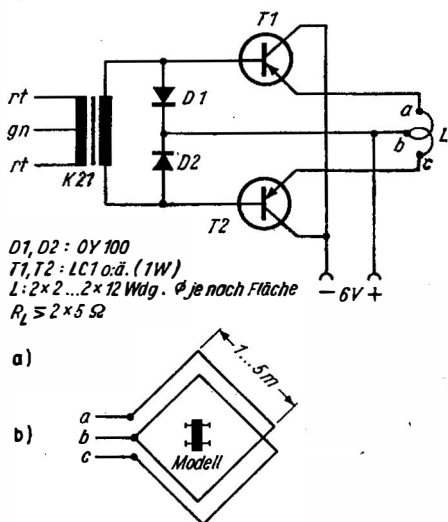 T1
rt
gn
rt
K21
D1
D2
a
b
c
L
T2
- 6V +
D1, D2 : OY 100
T1, T2 : LC1 o.ä. (1W)
L : 2×2 ... 2×12 Wdg. ϕ je nach Fläche
R_L ≦ 2×5 Ω
a)
1...5m
b)
a
b
c
Modell